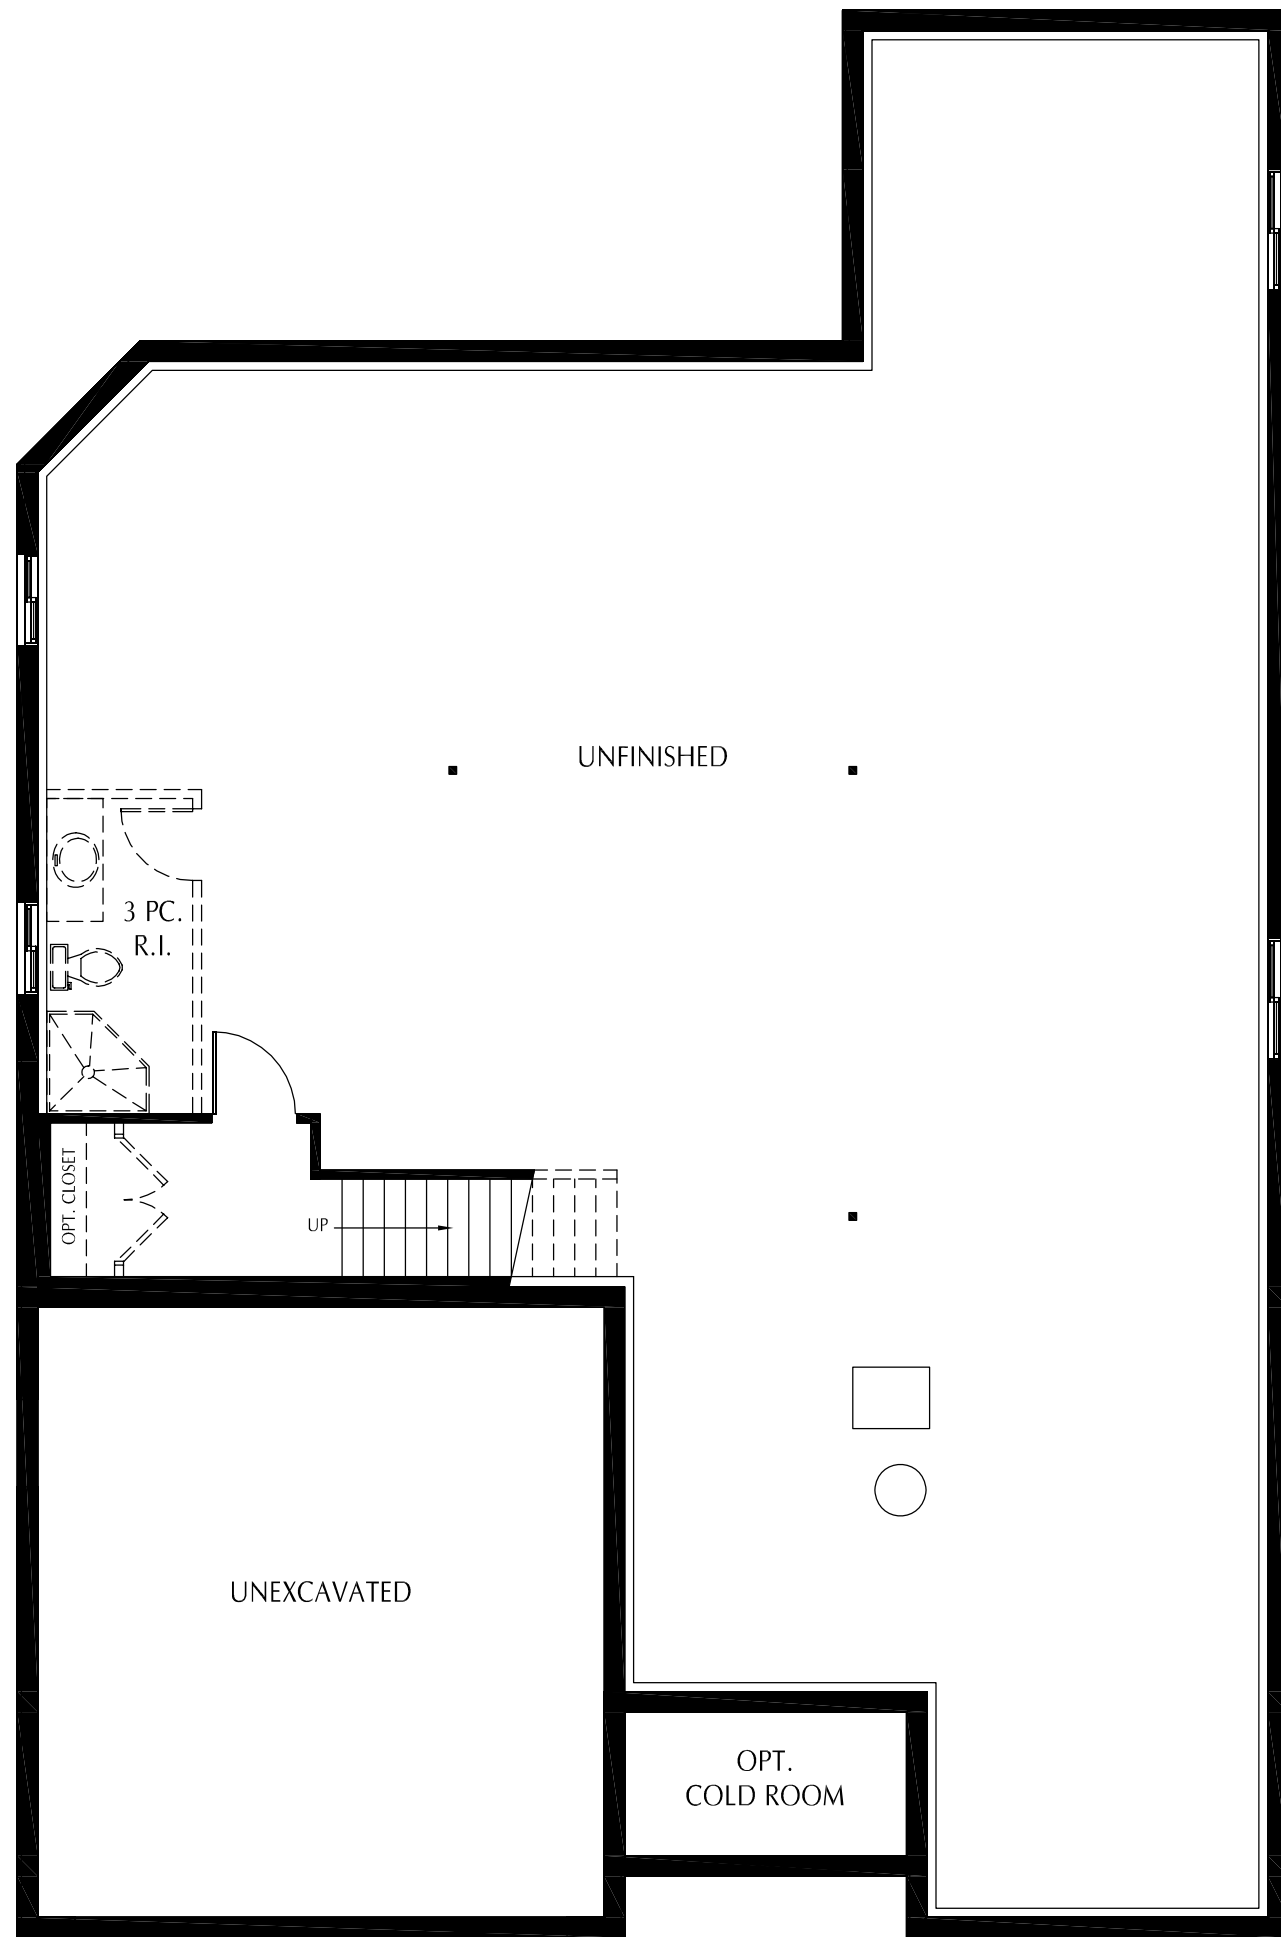 UNFINISHED
3 PC.
R.I.
OPT. CLOSET
UP
UNEXCAVATED
OPT.
COLD ROOM